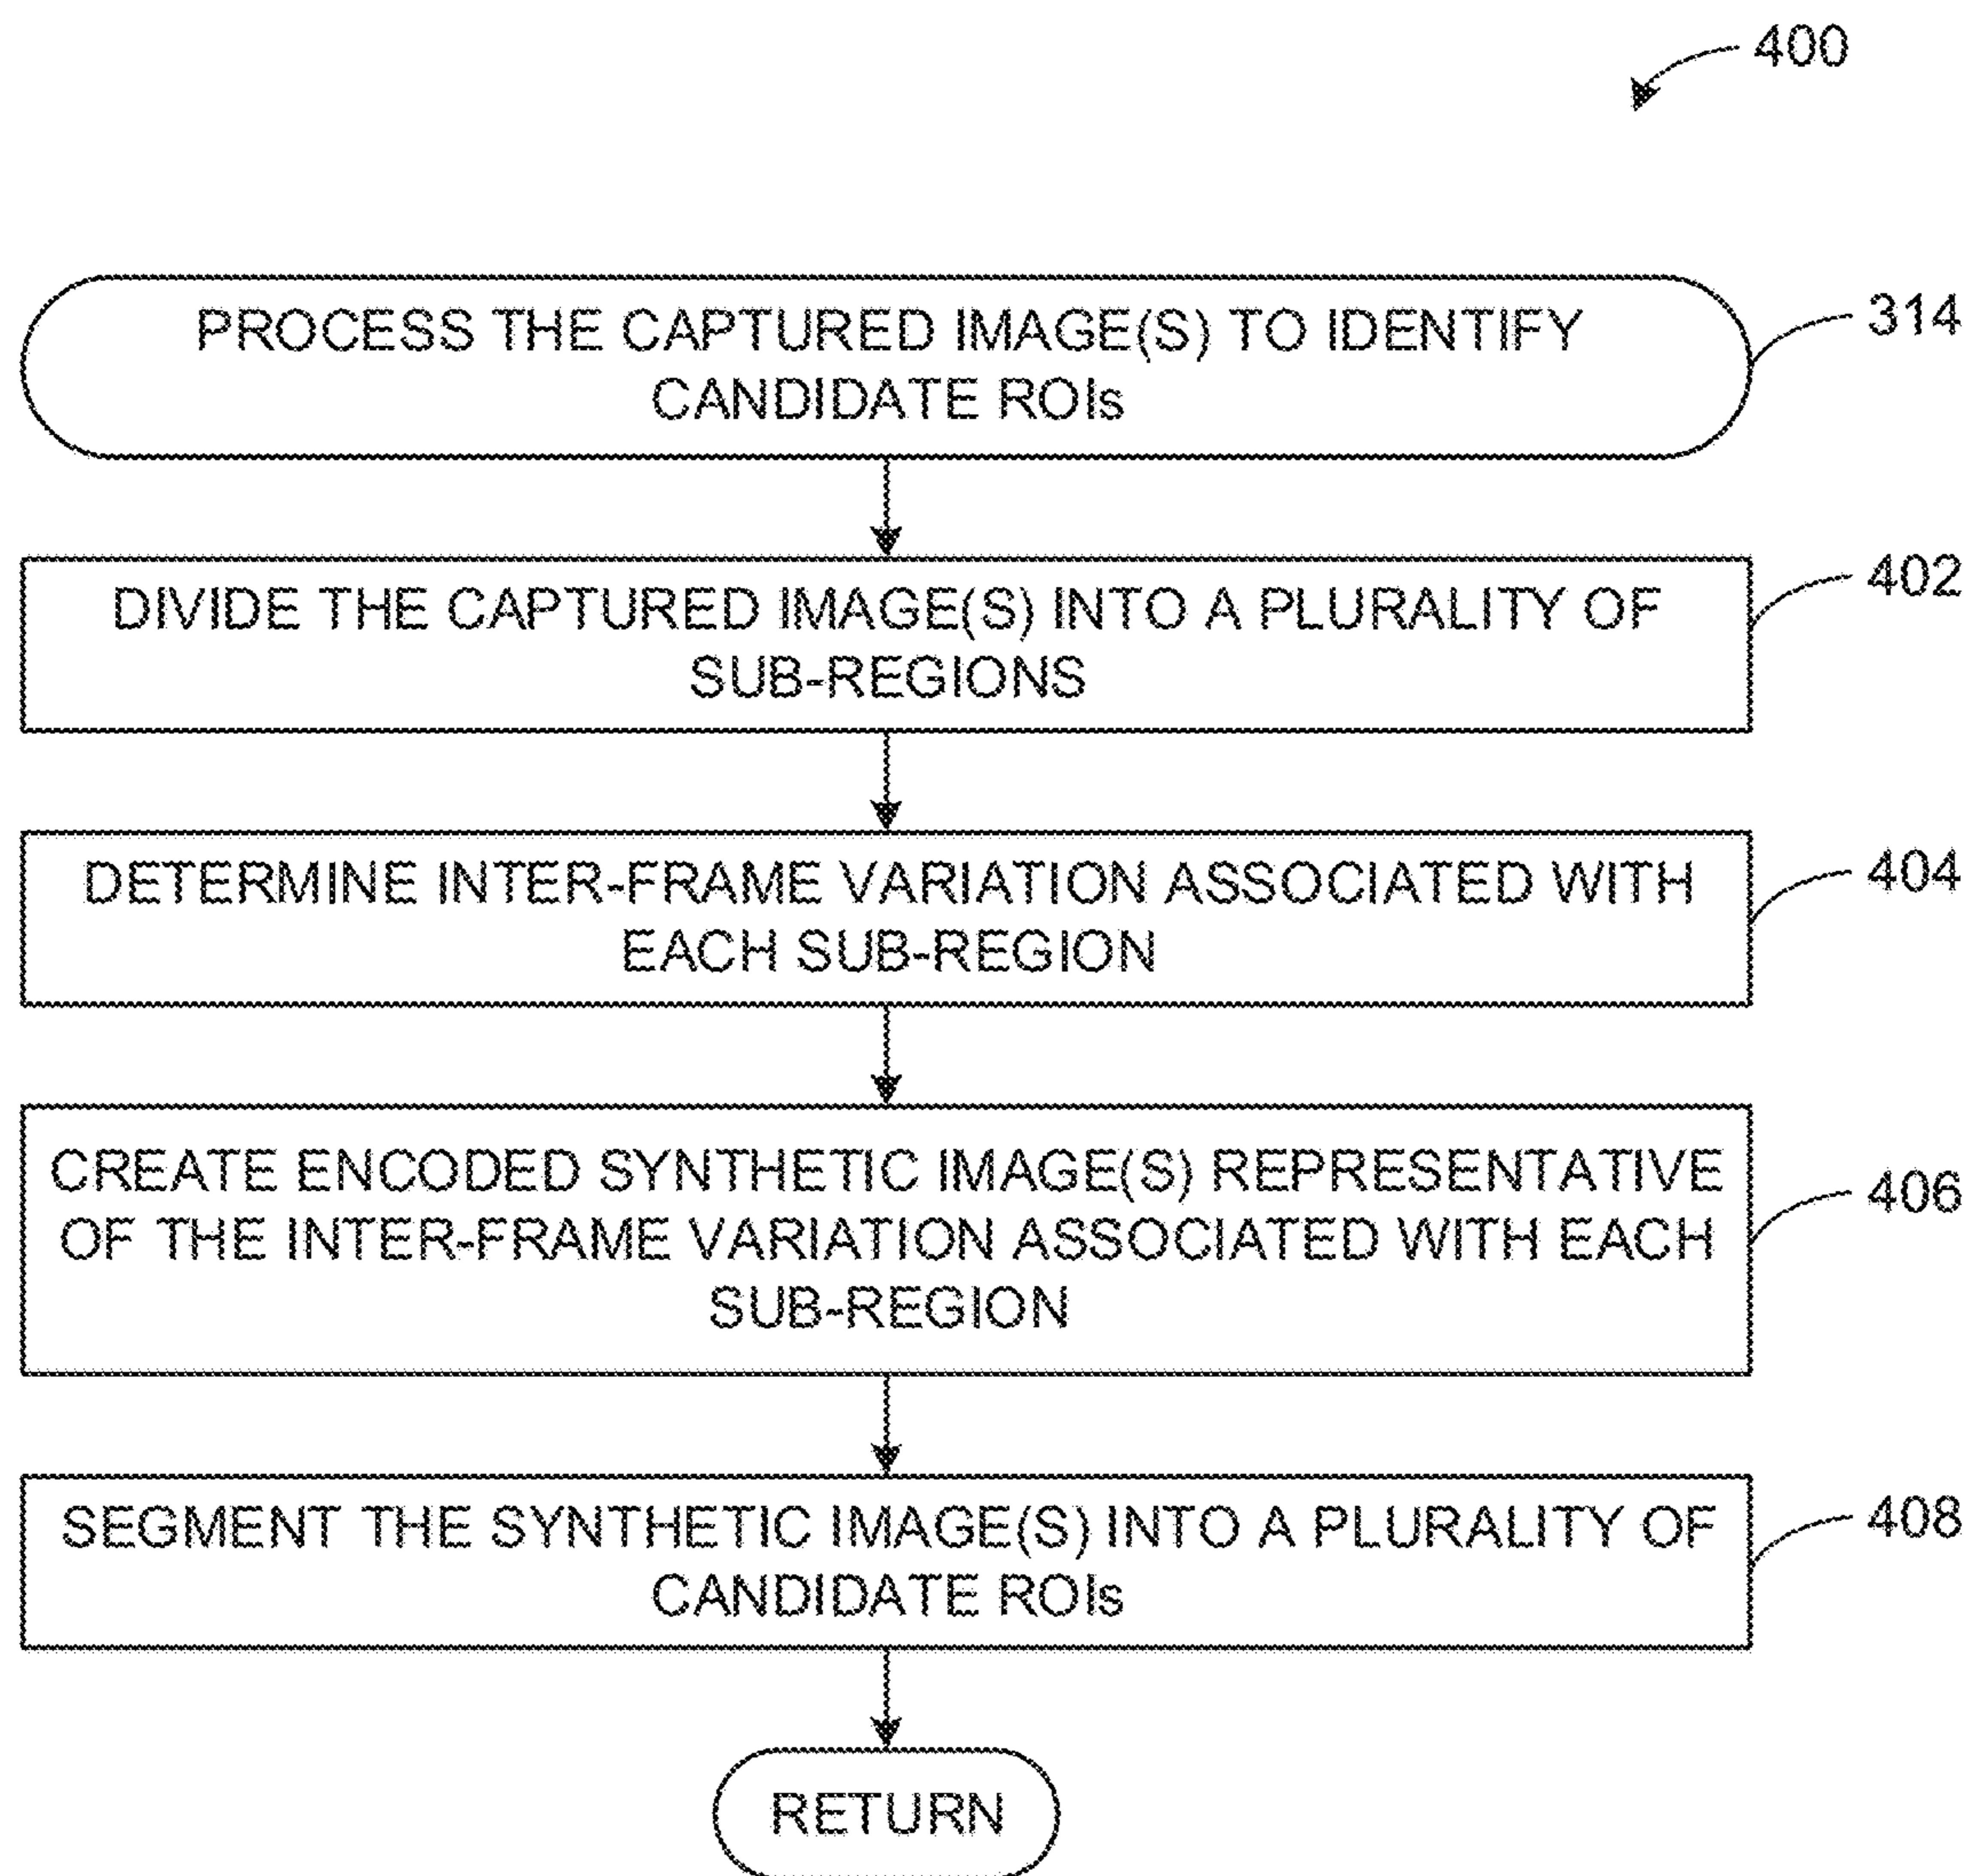 400
PROCESS THE CAPTURED IMAGE(S) TO IDENTIFY
CANDIDATE ROIs
314
DIVIDE THE CAPTURED IMAGE(S) INTO A PLURALITY OF
SUB-REGIONS
402
DETERMINE INTER-FRAME VARIATION ASSOCIATED WITH
EACH SUB-REGION
404
CREATE ENCODED SYNTHETIC IMAGE(S) REPRESENTATIVE
OF THE INTER-FRAME VARIATION ASSOCIATED WITH EACH
SUB-REGION
406
SEGMENT THE SYNTHETIC IMAGE(S) INTO A PLURALITY OF
CANDIDATE ROIs
408
RETURN